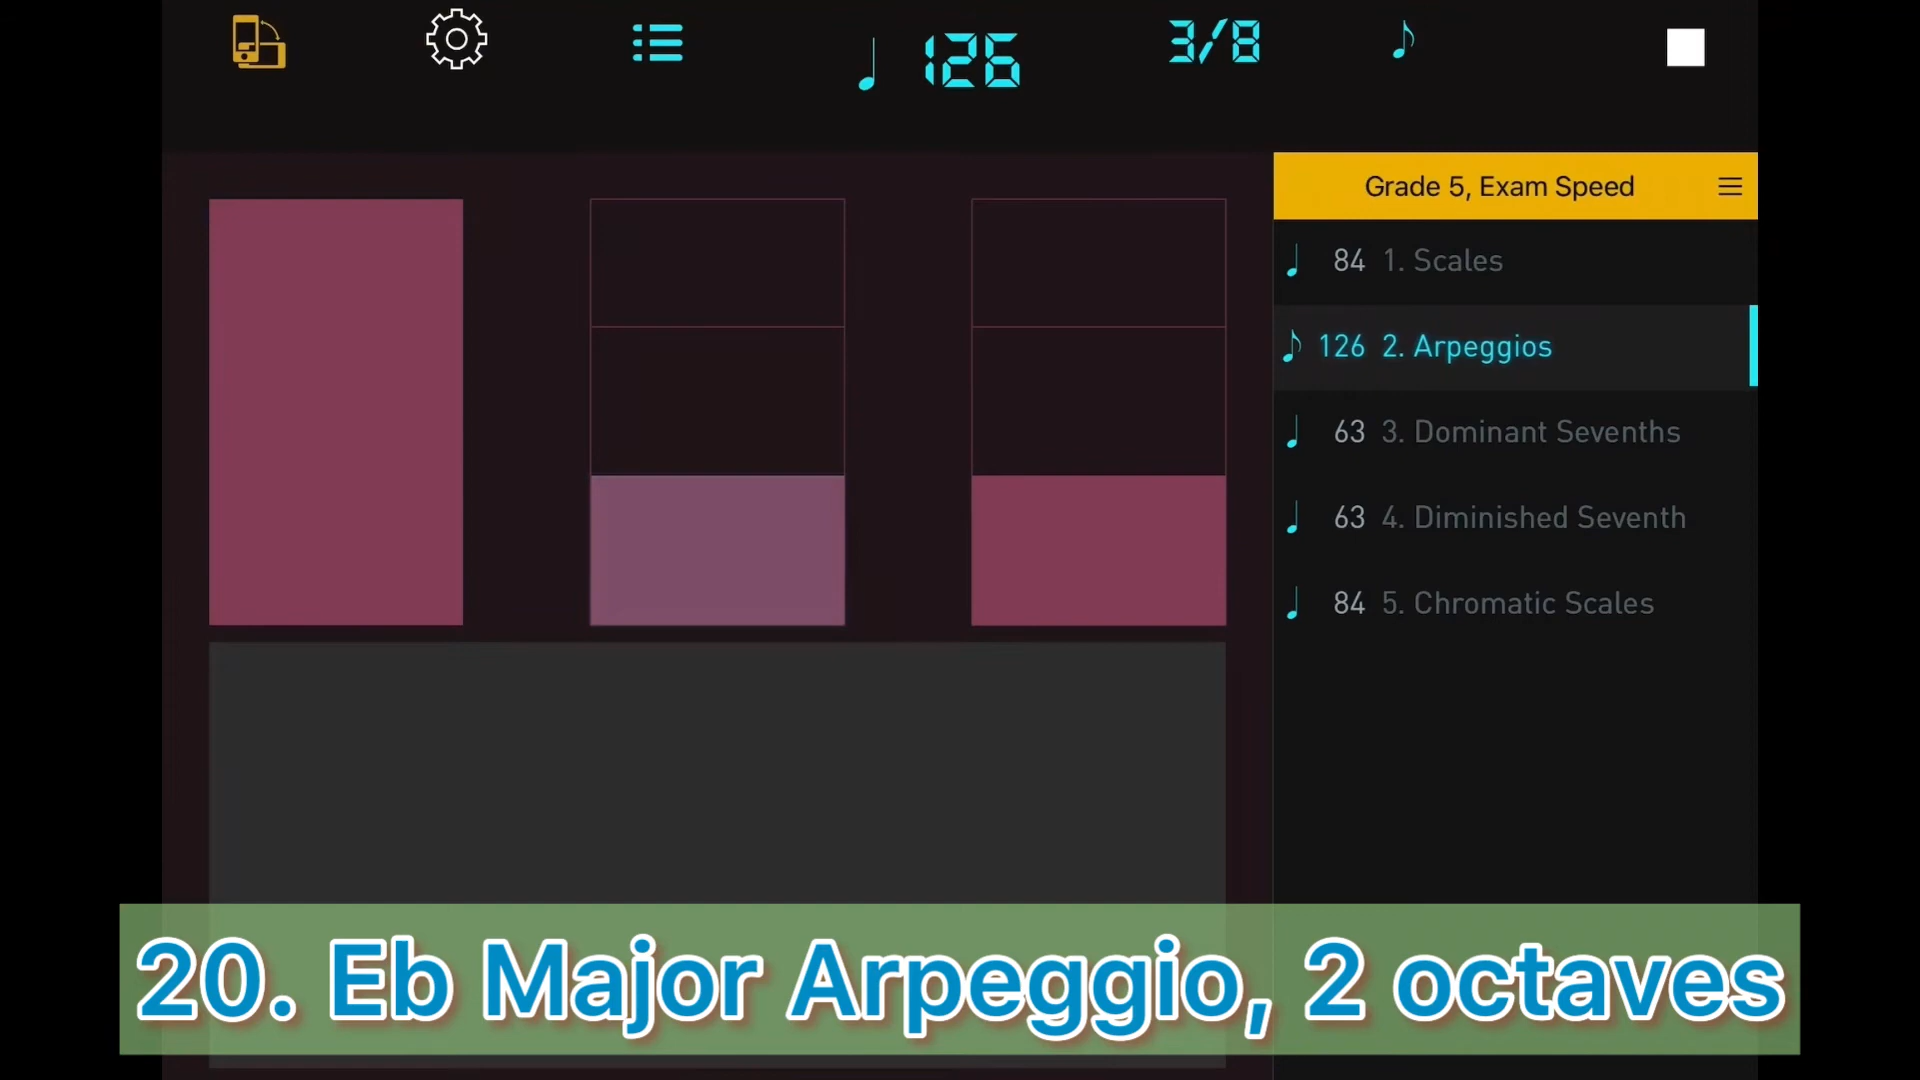 126
3/8
Grade 5, Exam Speed
84 1. Scales
126 2. Arpeggios
63 3. Dominant Sevenths
63 4. Diminished Seventh
84 5. Chromatic Scales
20. Eb Major Arpeggio, 2 octaves